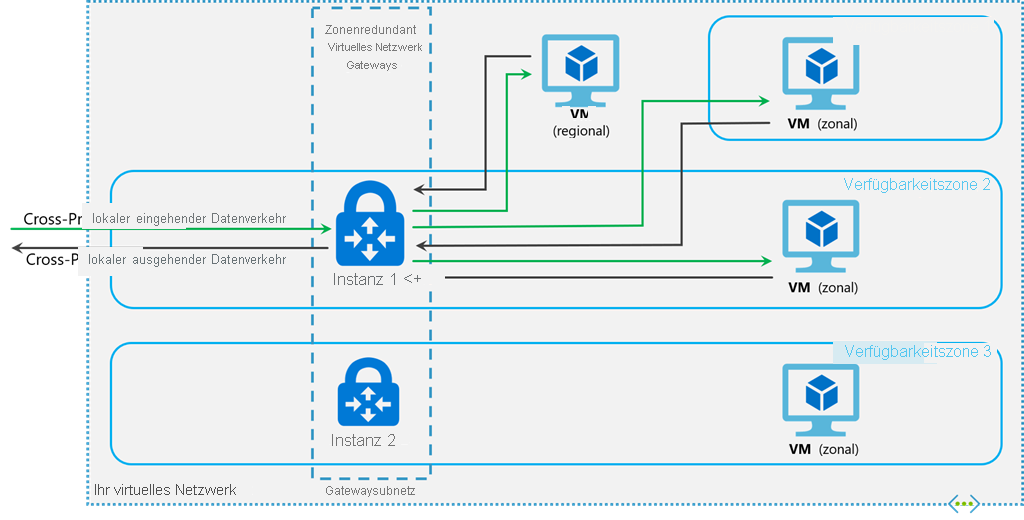 Zonenredundant
Virtuelles Netzwerk
Gateways
VM
(regional)
VM (zonal)
Verfügbarkeitszone 2
Cross-Pr
lokaler eingehender Datenverkehr
Cross-P
lokaler ausgehender Datenverkehr
Instanz 1 <+
VM (zonal)
Verfügbarkeitszone 3
Instanz 2
VM (zonal)
Ihr virtuelles Netzwerk
Gatewaysubnetz